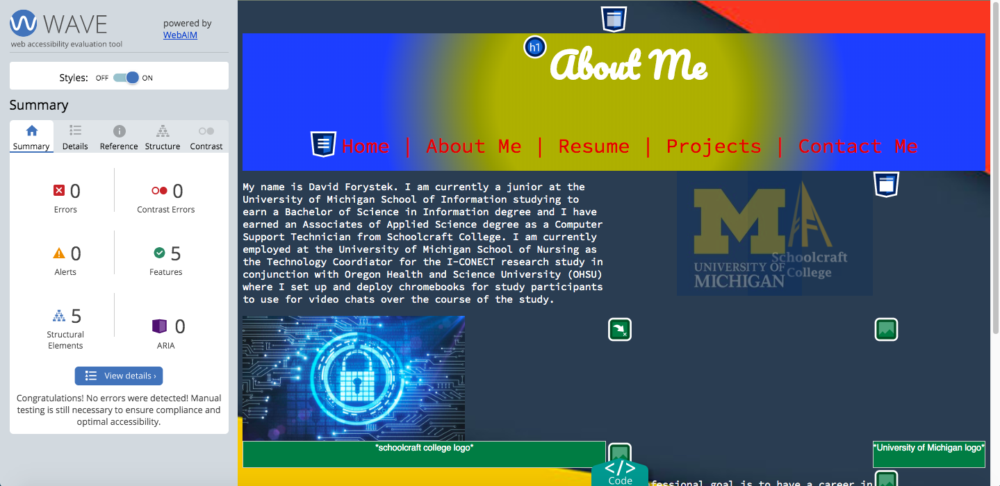 WAVE
web accessibility evaluation tool
powered by
WebAIM
Styles: OFF ON
Summary
Summary Details Reference Structure Contrast
0
Errors
0
Contrast Errors
0
Alerts
5
Features
5
Structural
Elements
0
ARIA
View details ›
Congratulations! No errors were detected! Manual
testing is still necessary to ensure compliance and
optimal accessibility.
h1
About Me
Home | About Me | Resume | Projects | Contact Me
My name is David Forystek. I am currently a junior at the
University of Michigan School of Information studying to
earn a Bachelor of Science in Information degree and I have
earned an Associates of Applied Science degree as a Computer
Support Technician from Schoolcraft College. I am currently
employed at the University of Michigan School of Nursing as
the Technology Coordiator for the I-CONECT research study in
conjunction with Oregon Health and Science University (OHSU)
where I set up and deploy chromebooks for study participants
to use for video chats over the course of the study.
M
UNIVERSITY OF
MICHIGAN
Schoolcraft
College
*schoolcraft college logo*
*University of Michigan logo*
</>
Code
fessional goal is to have a career in